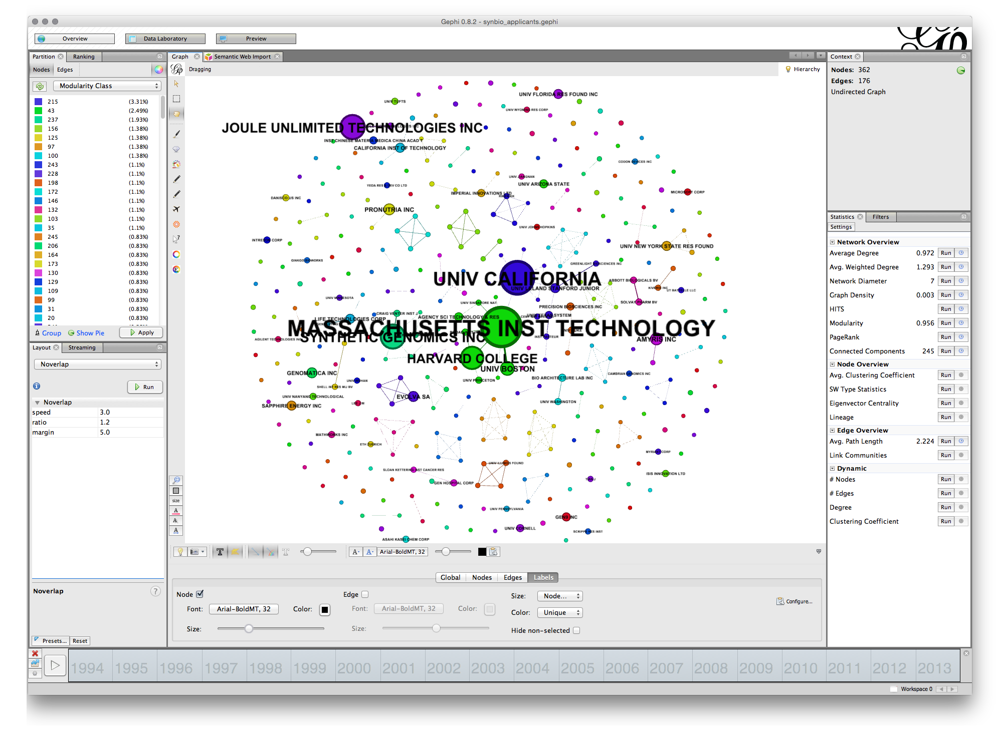 Gephi 0.8.2 - synbio_applicants.gephi
Overview
Data Laboratory
Preview
Partition
Ranking
Nodes
Edges
Modularity Class
215 (3.31%)
43 (2.49%)
237 (1.93%)
156 (1.38%)
125 (1.38%)
97 (1.38%)
100 (1.38%)
243 (1.1%)
228 (1.1%)
198 (1.1%)
172 (1.1%)
146 (1.1%)
132 (1.1%)
103 (1.1%)
35 (1.1%)
245 (0.83%)
206 (0.83%)
164 (0.83%)
173 (0.83%)
130 (0.83%)
129 (0.83%)
109 (0.83%)
99 (0.83%)
31 (0.83%)
20 (0.83%)
Group
Show Pie
Apply
Layout
Streaming
Noverlap
Run
Noverlap
speed 3.0
ratio 1.2
margin 5.0
Noverlap
Presets...
Reset
Graph
Semantic Web Import
Dragging
Hierarchy
UNIV FLORIDA RES FOUND INC
UNIV TUFTS
UNIV WYOMING RES CORP
JOULE UNLIMITED TECHNOLOGIES INC
INST CHINESE MATERIA MEDICA CHINA ACAD T
CALIFORNIA INST OF TECHNOLOGY
CODON DEVICES INC
UNIV JIANGNAN
UNIV ARIZONA STATE
YEDA RES & DEV CO LTD
IMPERIAL INNOVATIONS LTD
MICROSOFT CORP
DANISCO US INC
PRONUTRIA INC
UNIV JOHNS HOPKINS
INTREXON CORP
UNIV NEW YORK STATE RES FOUND
GINKGO BIOWORKS
GREENLIGHT BIOSCIENCES INC
UNIV CALIFORNIA
ABBOTT BIOLOGICALS BV
UNIV LELAND STANFORD JUNIOR
KIVERDI INC
UT BATTELLE LLC
UNIV MINNESOTA
UNIV SINGAPORE NAT
SOLVAY PHARM BV
PRECISION BIOSCIENCES INC
CRAIG VENTER INST J
AGENCY SCI TECHNOLOGY & RES
UNIV TEXAS SYSTEM
LIFE TECHNOLOGIES CORP
MASSACHUSETTS INST TECHNOLOGY
UNIV DUKE
SYNTHETIC GENOMICS INC
INST PASTEUR
AGILENT TECHNOLOGIES INC
AMYRIS INC
HARVARD COLLEGE
UNIV BOSTON
GENOMATICA INC
CAMBRIAN GENOMICS INC
BIO ARCHITECTURE LAB INC
UNIV PRINCETON
SHELL INT RES MIJ BV
UNIV NANYANG TECHNOLOGICAL
EVOLVA SA
UNIV WASHINGTON
SAPPHIRE ENERGY INC
MATHWORKS INC
ETH ZUERICH
MYRIANT CORP
UNIV ILLINOIS FOUND
SLOAN KETTERING INST CANCER RES
ISIS INNOVATION LTD
TIAN J
GEN HOSPITAL CORP
UNIV PENNSYLVANIA
GEN9 INC
UNIV CORNELL
SCRIPPS RES INST
ASAHI KASEI CHEM CORP
size
Arial-BoldMT, 32
Global
Nodes
Edges
Labels
Node
Font: Arial-BoldMT, 32 Color:
Size:
Edge
Font: Arial-BoldMT, 32 Color:
Size:
Size: Node...
Color: Unique
Hide non-selected
Configure...
Context
Nodes: 362
Edges: 176
Undirected Graph
Statistics
Filters
Settings
Network Overview
Average Degree 0.972 Run
Avg. Weighted Degree 1.293 Run
Network Diameter 7 Run
Graph Density 0.003 Run
HITS Run
Modularity 0.956 Run
PageRank Run
Connected Components 245 Run
Node Overview
Avg. Clustering Coefficient Run
SW Type Statistics Run
Eigenvector Centrality Run
Lineage Run
Edge Overview
Avg. Path Length 2.224 Run
Link Communities Run
Dynamic
# Nodes Run
# Edges Run
Degree Run
Clustering Coefficient Run
1994 1995 1996 1997 1998 1999 2000 2001 2002 2003 2004 2005 2006 2007 2008 2009 2010 2011 2012 2013
Workspace 0